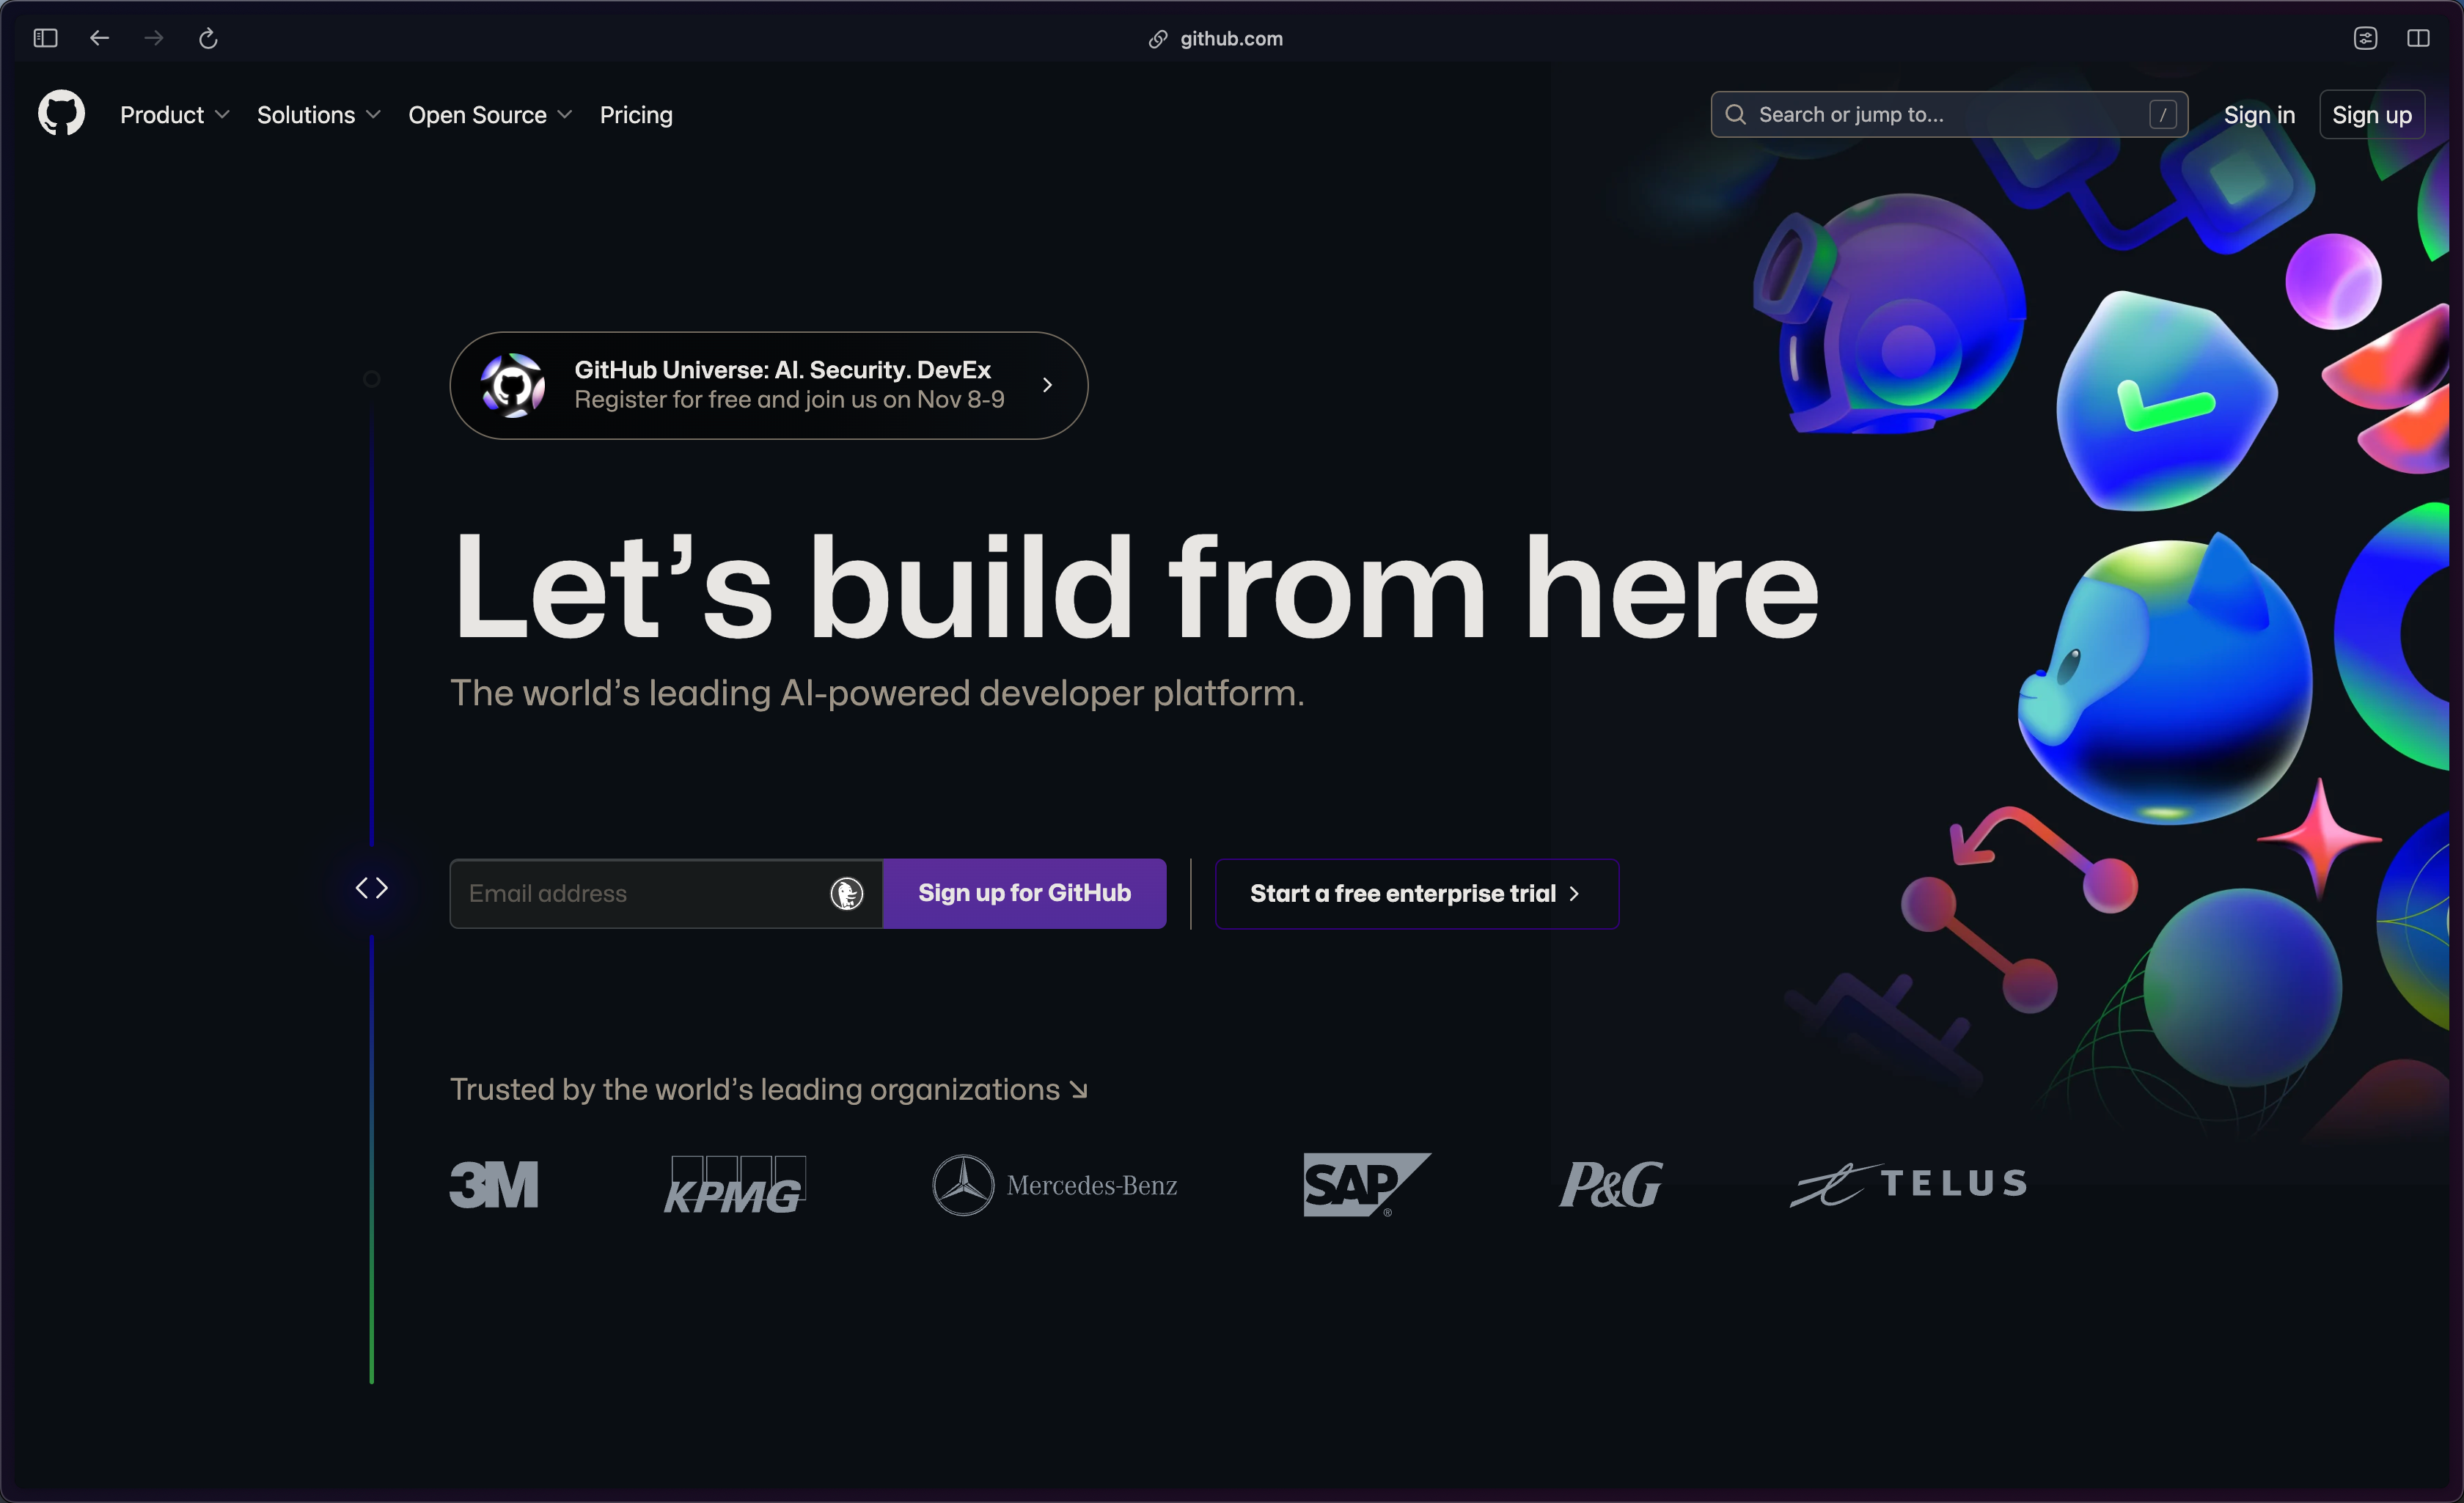 github.com
Product
Solutions
Open Source
Pricing
Search or jump to...
/
Sign in
Sign up
GitHub Universe: AI. Security. DevEx
Register for free and join us on Nov 8-9
Let’s build from here
The world’s leading AI-powered developer platform.
Email address
Sign up for GitHub
Start a free enterprise trial
Trusted by the world’s leading organizations ↘
3M
KPMG
Mercedes-Benz
SAP®
P&G
TELUS